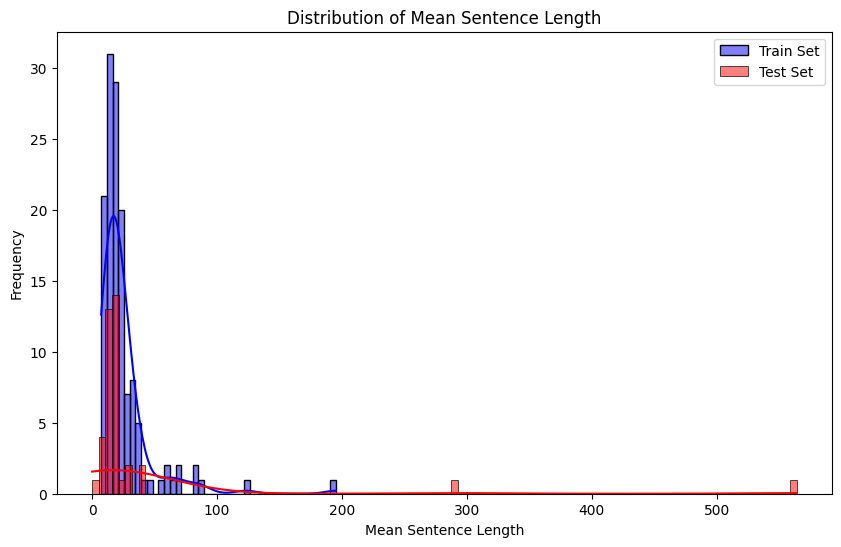 Distribution of Mean Sentence Length
Train Set
Test Set
Frequency
30
25
20
15
10
5
0
0 100 200 300 400 500
Mean Sentence Length